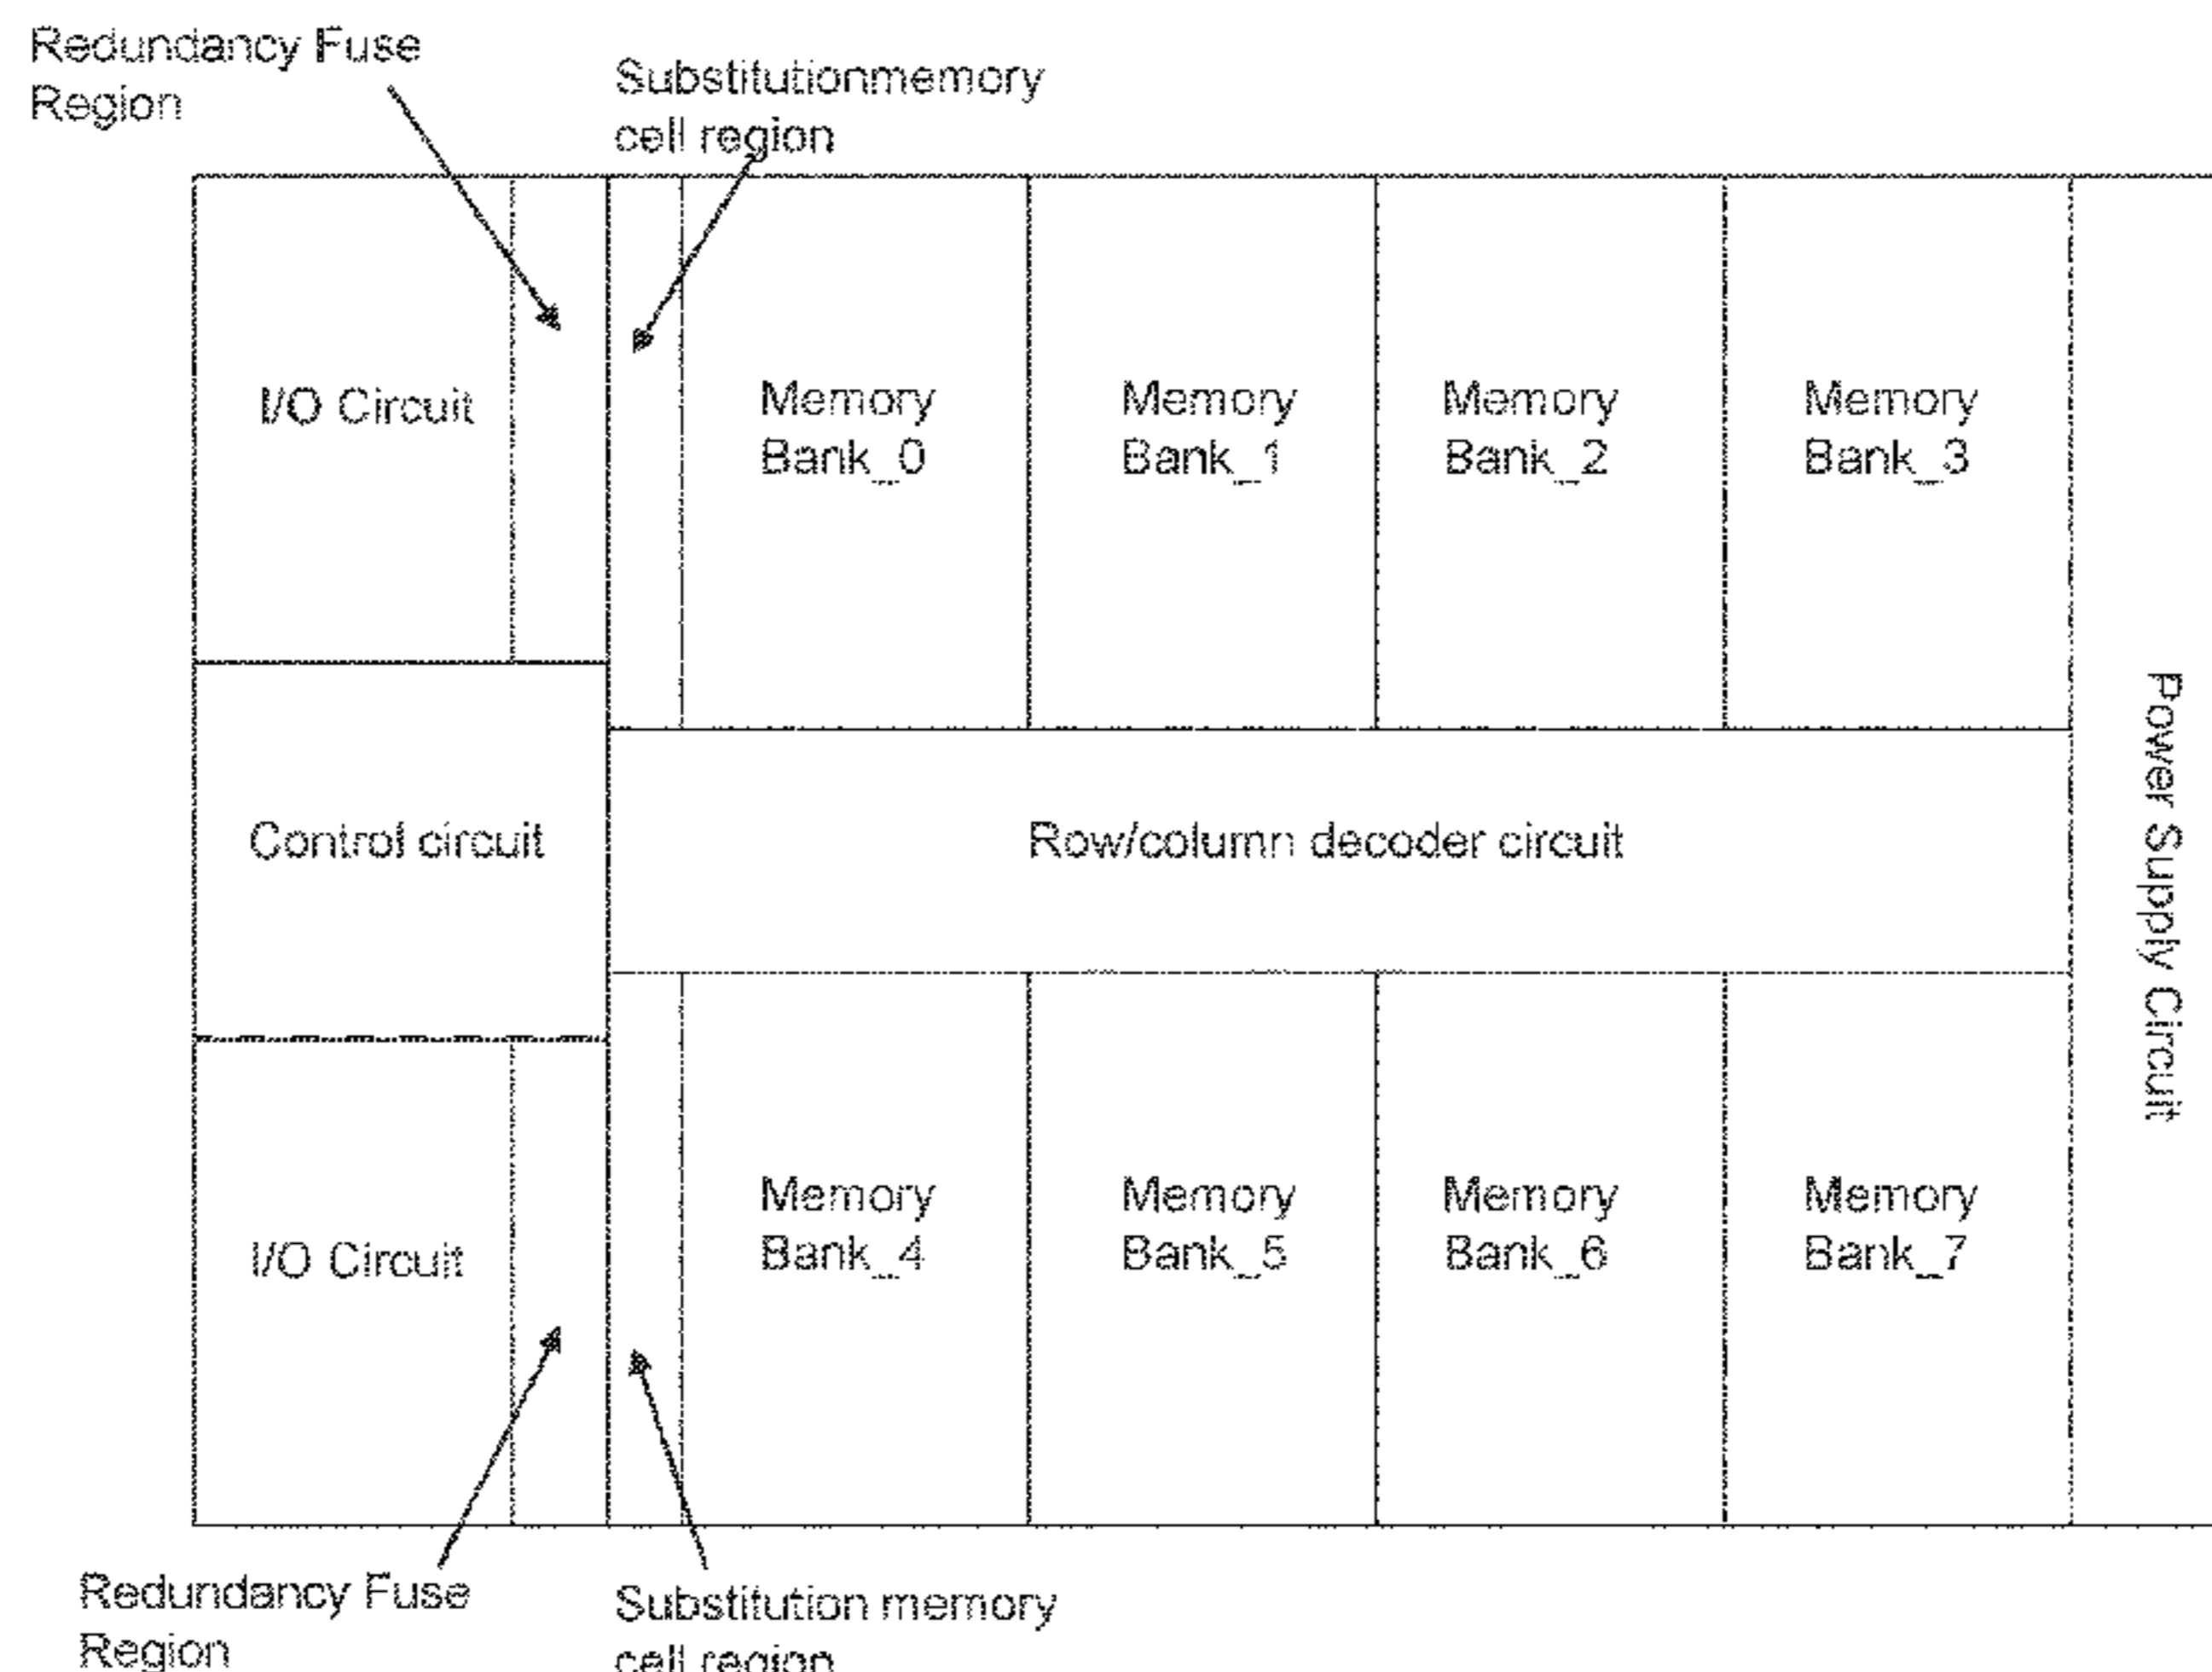 Redundancy Fuse
Region
Substitutionmemory
cell region
I/O Circuit
Memory
Bank_0
Memory
Bank_1
Memory
Bank_2
Memory
Bank_3
Control circuit
Row/column decoder circuit
Power Supply Circuit
I/O Circuit
Memory
Bank_4
Memory
Bank_5
Memory
Bank_6
Memory
Bank_7
Redundancy Fuse
Region
Substitution memory
cell region